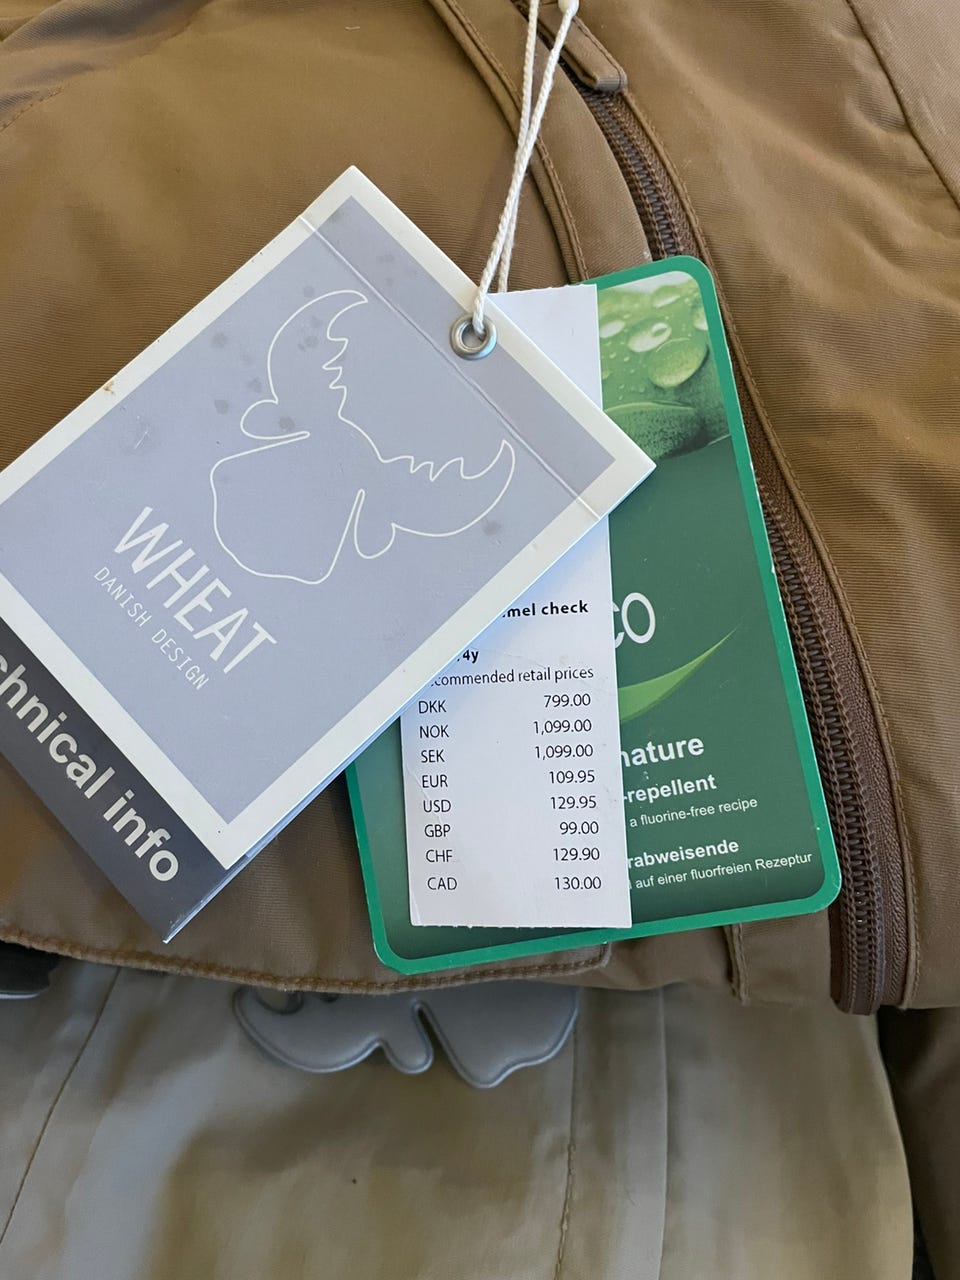 WHEAT
DANISH DESIGN
chnical info
mel check
4y
commended retail prices
DKK 799.00
NOK 1,099.00
SEK 1,099.00
EUR 109.95
USD 129.95
GBP 99.00
CHF 129.90
CAD 130.00
CO
nature
-repellent
a fluorine-free recipe
rabweisende
auf einer fluorfreien Rezeptur